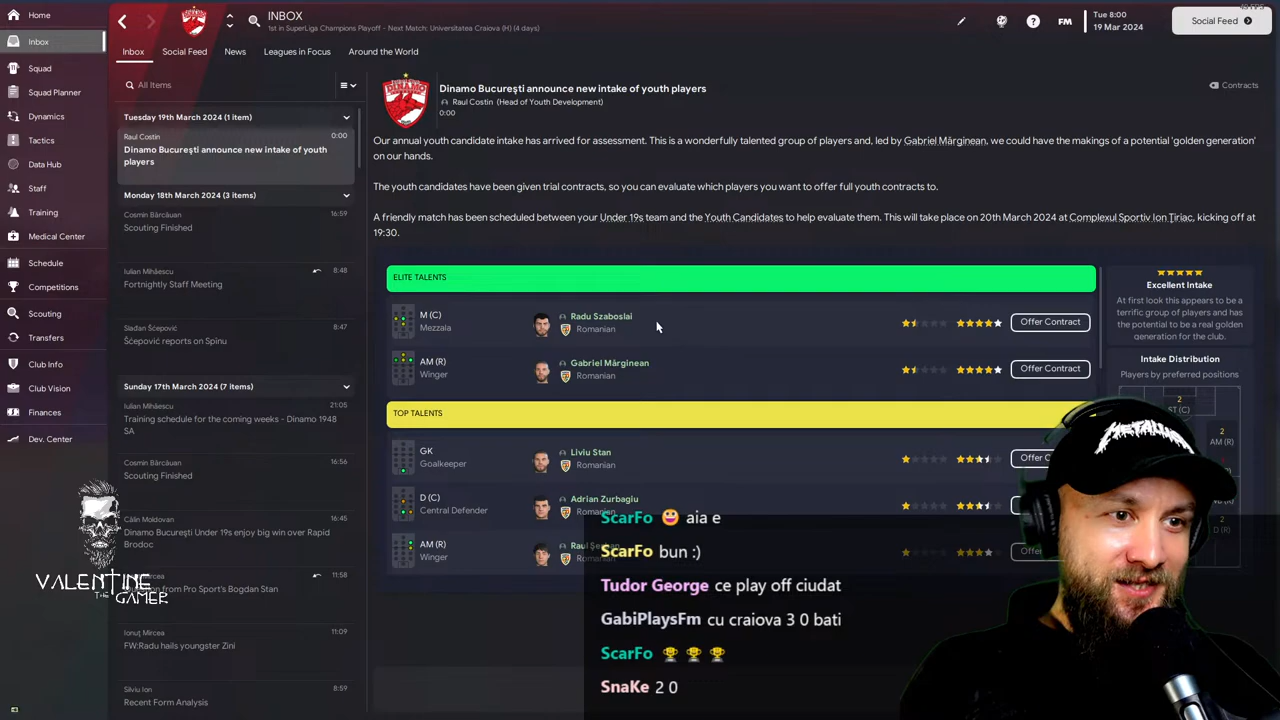 Home
Inbox
Squad
Squad Planner
Dynamics
Tactics
Data Hub
Staff
Training
Medical Center
Schedule
Competitions
Scouting
Transfers
Club Info
Club Vision
Finances
Dev. Center
INBOX
1st in SuperLiga Champions Playoff - Next Match: Universitatea Craiova (H) (4 days)
FM
Tue 8:00
19 Mar 2024
Social Feed
Inbox
Social Feed
News
Leagues in Focus
Around the World
All Items
Tuesday 19th March 2024 (1 item)
Raul Costin
0:00
Dinamo Bucureşti announce new intake of youth
players
Monday 18th March 2024 (3 items)
Cosmin Bărcăuan
16:59
Scouting Finished
Iulian Mihăescu
8:48
Fortnightly Staff Meeting
Slađan Šćepović
8:47
Šćepović reports on Spinu
Sunday 17th March 2024 (7 items)
Iulian Mihăescu
21:05
Training schedule for the coming weeks - Dinamo 1948
SA
Cosmin Bărcăuan
16:56
Scouting Finished
Călin Moldovan
16:45
Dinamo Bucureşti Under 19s enjoy big win over Rapid
Brodoc
11:58
from Pro Sport's Bogdan Stan
Ionuţ Mircea
11:09
FW:Radu hails youngster Zini
Silviu Ion
8:59
Recent Form Analysis
VALENTINE
THE
GAMER
DINAMO
Dinamo Bucureşti announce new intake of youth players
Raul Costin (Head of Youth Development)
0:00
Contracts
Our annual youth candidate intake has arrived for assessment. This is a wonderfully talented group of players and, led by Gabriel Mărginean, we could have the makings of a potential 'golden generation'
on our hands.
The youth candidates have been given trial contracts, so you can evaluate which players you want to offer full youth contracts to.
A friendly match has been scheduled between your Under 19s team and the Youth Candidates to help evaluate them. This will take place on 20th March 2024 at Complexul Sportiv Ion Ţiriac, kicking off at
19:30.
ELITE TALENTS
M (C)
Mezzala
Radu Szaboslai
Romanian
Offer Contract
AM (R)
Winger
Gabriel Mărginean
Romanian
Offer Contract
TOP TALENTS
GK
Goalkeeper
Liviu Stan
Romanian
Offer
D (C)
Central Defender
Adrian Zurbagiu
Romanian
AM (R)
Winger
Romanian
Excellent Intake
At first look this appears to be a
terrific group of players and has
the potential to be a real golden
generation for the club.
Intake Distribution
Players by preferred positions
2
ST (C)
2
AM (R)
2
D (R)
METALLICA
ScarFo aia e
ScarFo bun :)
Tudor George ce play off ciudat
GabiPlaysFm cu craiova 3 0 bati
ScarFo
SnaKe 2 0